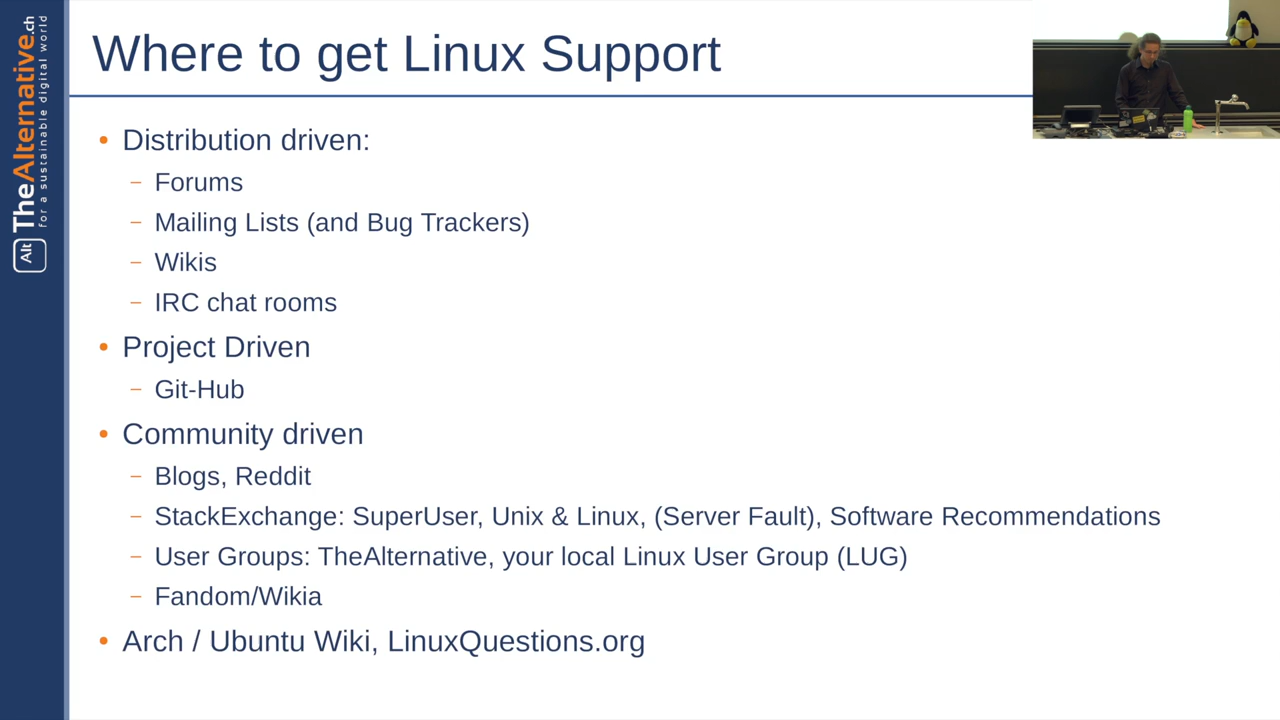 Where to get Linux Support
TheAlternative.ch
for a sustainable digital world
Alt
• Distribution driven:
– Forums
– Mailing Lists (and Bug Trackers)
– Wikis
– IRC chat rooms
• Project Driven
– Git-Hub
• Community driven
– Blogs, Reddit
– StackExchange: SuperUser, Unix & Linux, (Server Fault), Software Recommendations
– User Groups: TheAlternative, your local Linux User Group (LUG)
– Fandom/Wikia
• Arch / Ubuntu Wiki, LinuxQuestions.org